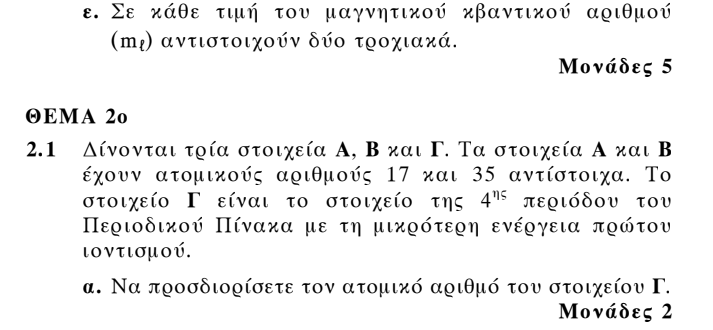 ε. Σε κάθε τιμή του μαγνητικού κβαντικού αριθμού
(mℓ) αντιστοιχούν δύο τροχιακά.
Μονάδες 5
ΘΕΜΑ 2ο
2.1 Δίνονται τρία στοιχεία Α, Β και Γ. Τα στοιχεία Α και Β
έχουν ατομικούς αριθμούς 17 και 35 αντίστοιχα. Το
στοιχείο Γ είναι το στοιχείο της 4ης περιόδου του
Περιοδικού Πίνακα με τη μικρότερη ενέργεια πρώτου
ιοντισμού.
α. Να προσδιορίσετε τον ατομικό αριθμό του στοιχείου Γ.
Μονάδες 2